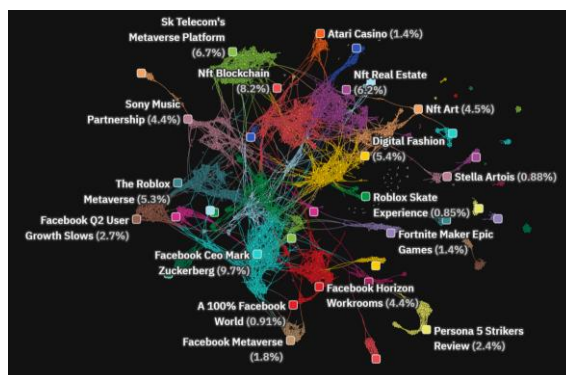 Sk Telecom's
Metaverse Platform
(6.7%)
Atari Casino (1.4%)
Nft Blockchain
(8.2%)
Nft Real Estate
(6.2%)
Sony Music
Partnership (4.4%)
Nft Art (4.5%)
Digital Fashion
(5.4%)
Stella Artois (0.88%)
The Roblox
Metaverse (5.3%)
Roblox Skate
Experience (0.85%)
Facebook Q2 User
Growth Slows (2.7%)
Fortnite Maker Epic
Games (1.4%)
Facebook Ceo Mark
Zuckerberg (9.7%)
Facebook Horizon
Workrooms (4.4%)
A 100% Facebook
World (0.91%)
Persona 5 Strikers
Review (2.4%)
Facebook Metaverse
(1.8%)